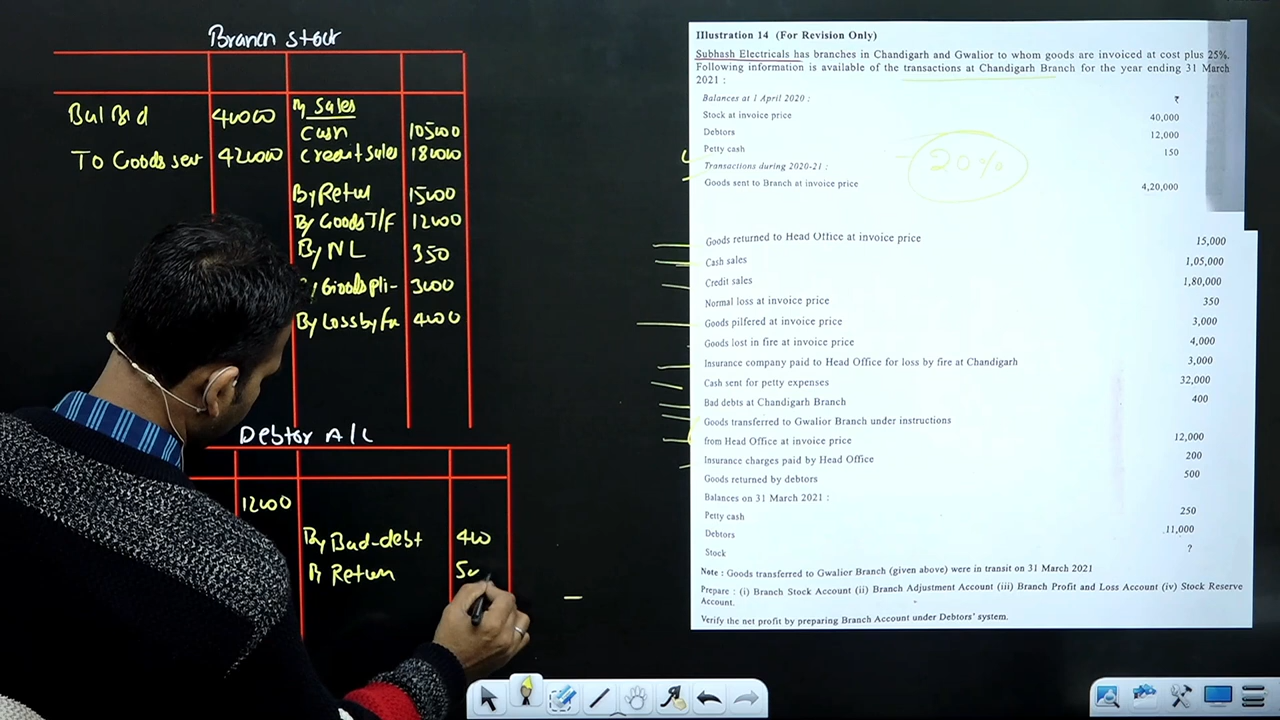 Branch Stock
Bal B/d 40000 By Sales
Cash 105000
To Goods sent 420000 Credit Sales 180000
By Return 15000
By Goods T/F 12000
By NL 350
By Goods pli- 3000
By Loss by 4000
Debtor A/C
12000
By Bad-debt 400
By Return
20%
Illustration 14 (For Revision Only)
Subhash Electricals has branches in Chandigarh and Gwalior to whom goods are invoiced at cost plus 25%.
Following information is available of the transactions at Chandigarh Branch for the year ending 31 March
2021 :
Balances at 1 April 2020 : ₹
Stock at invoice price 40,000
Debtors 12,000
Petty cash 150
Transactions during 2020-21 :
Goods sent to Branch at invoice price 4,20,000
Goods returned to Head Office at invoice price 15,000
Cash sales 1,05,000
Credit sales 1,80,000
Normal loss at invoice price 350
Goods pilfered at invoice price 3,000
Goods lost in fire at invoice price 4,000
Insurance company paid to Head Office for loss by fire at Chandigarh 3,000
Cash sent for petty expenses 32,000
Bad debts at Chandigarh Branch 400
Goods transferred to Gwalior Branch under instructions
from Head Office at invoice price 12,000
Insurance charges paid by Head Office 200
Goods returned by debtors 500
Balances on 31 March 2021 :
Petty cash 250
Debtors 11,000
Stock ?
Note : Goods transferred to Gwalior Branch (given above) were in transit on 31 March 2021
Prepare : (i) Branch Stock Account (ii) Branch Adjustment Account (iii) Branch Profit and Loss Account (iv) Stock Reserve
Account.
Verify the net profit by preparing Branch Account under Debtors' system.